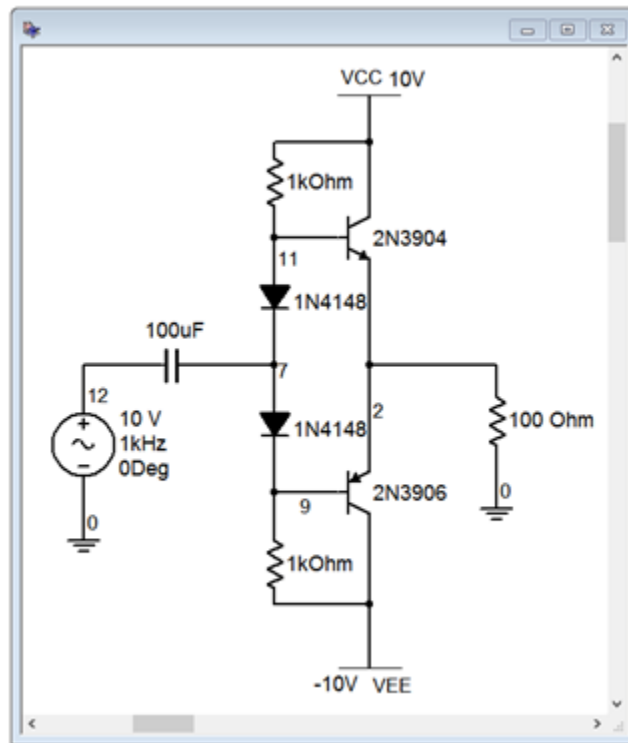 VCC 10V
1kOhm
2N3904
11
1N4148
100uF
7
12
2
10 V
1kHz
0Deg
1N4148
100 Ohm
2N3906
9
0
0
1kOhm
-10V VEE